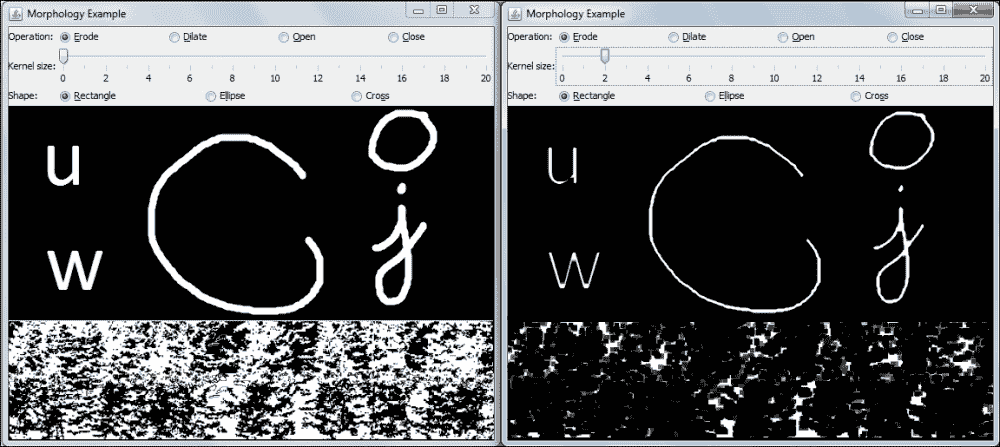 Morphology Example
Operation: Erode Dilate Open Close
Kernel size: 0 2 4 6 8 10 12 14 16 18 20
Shape: Rectangle Ellipse Cross
u
w
j
Morphology Example
Operation: Erode Dilate Open Close
Kernel size: 0 2 4 6 8 10 12 14 16 18 20
Shape: Rectangle Ellipse Cross
u
w
j